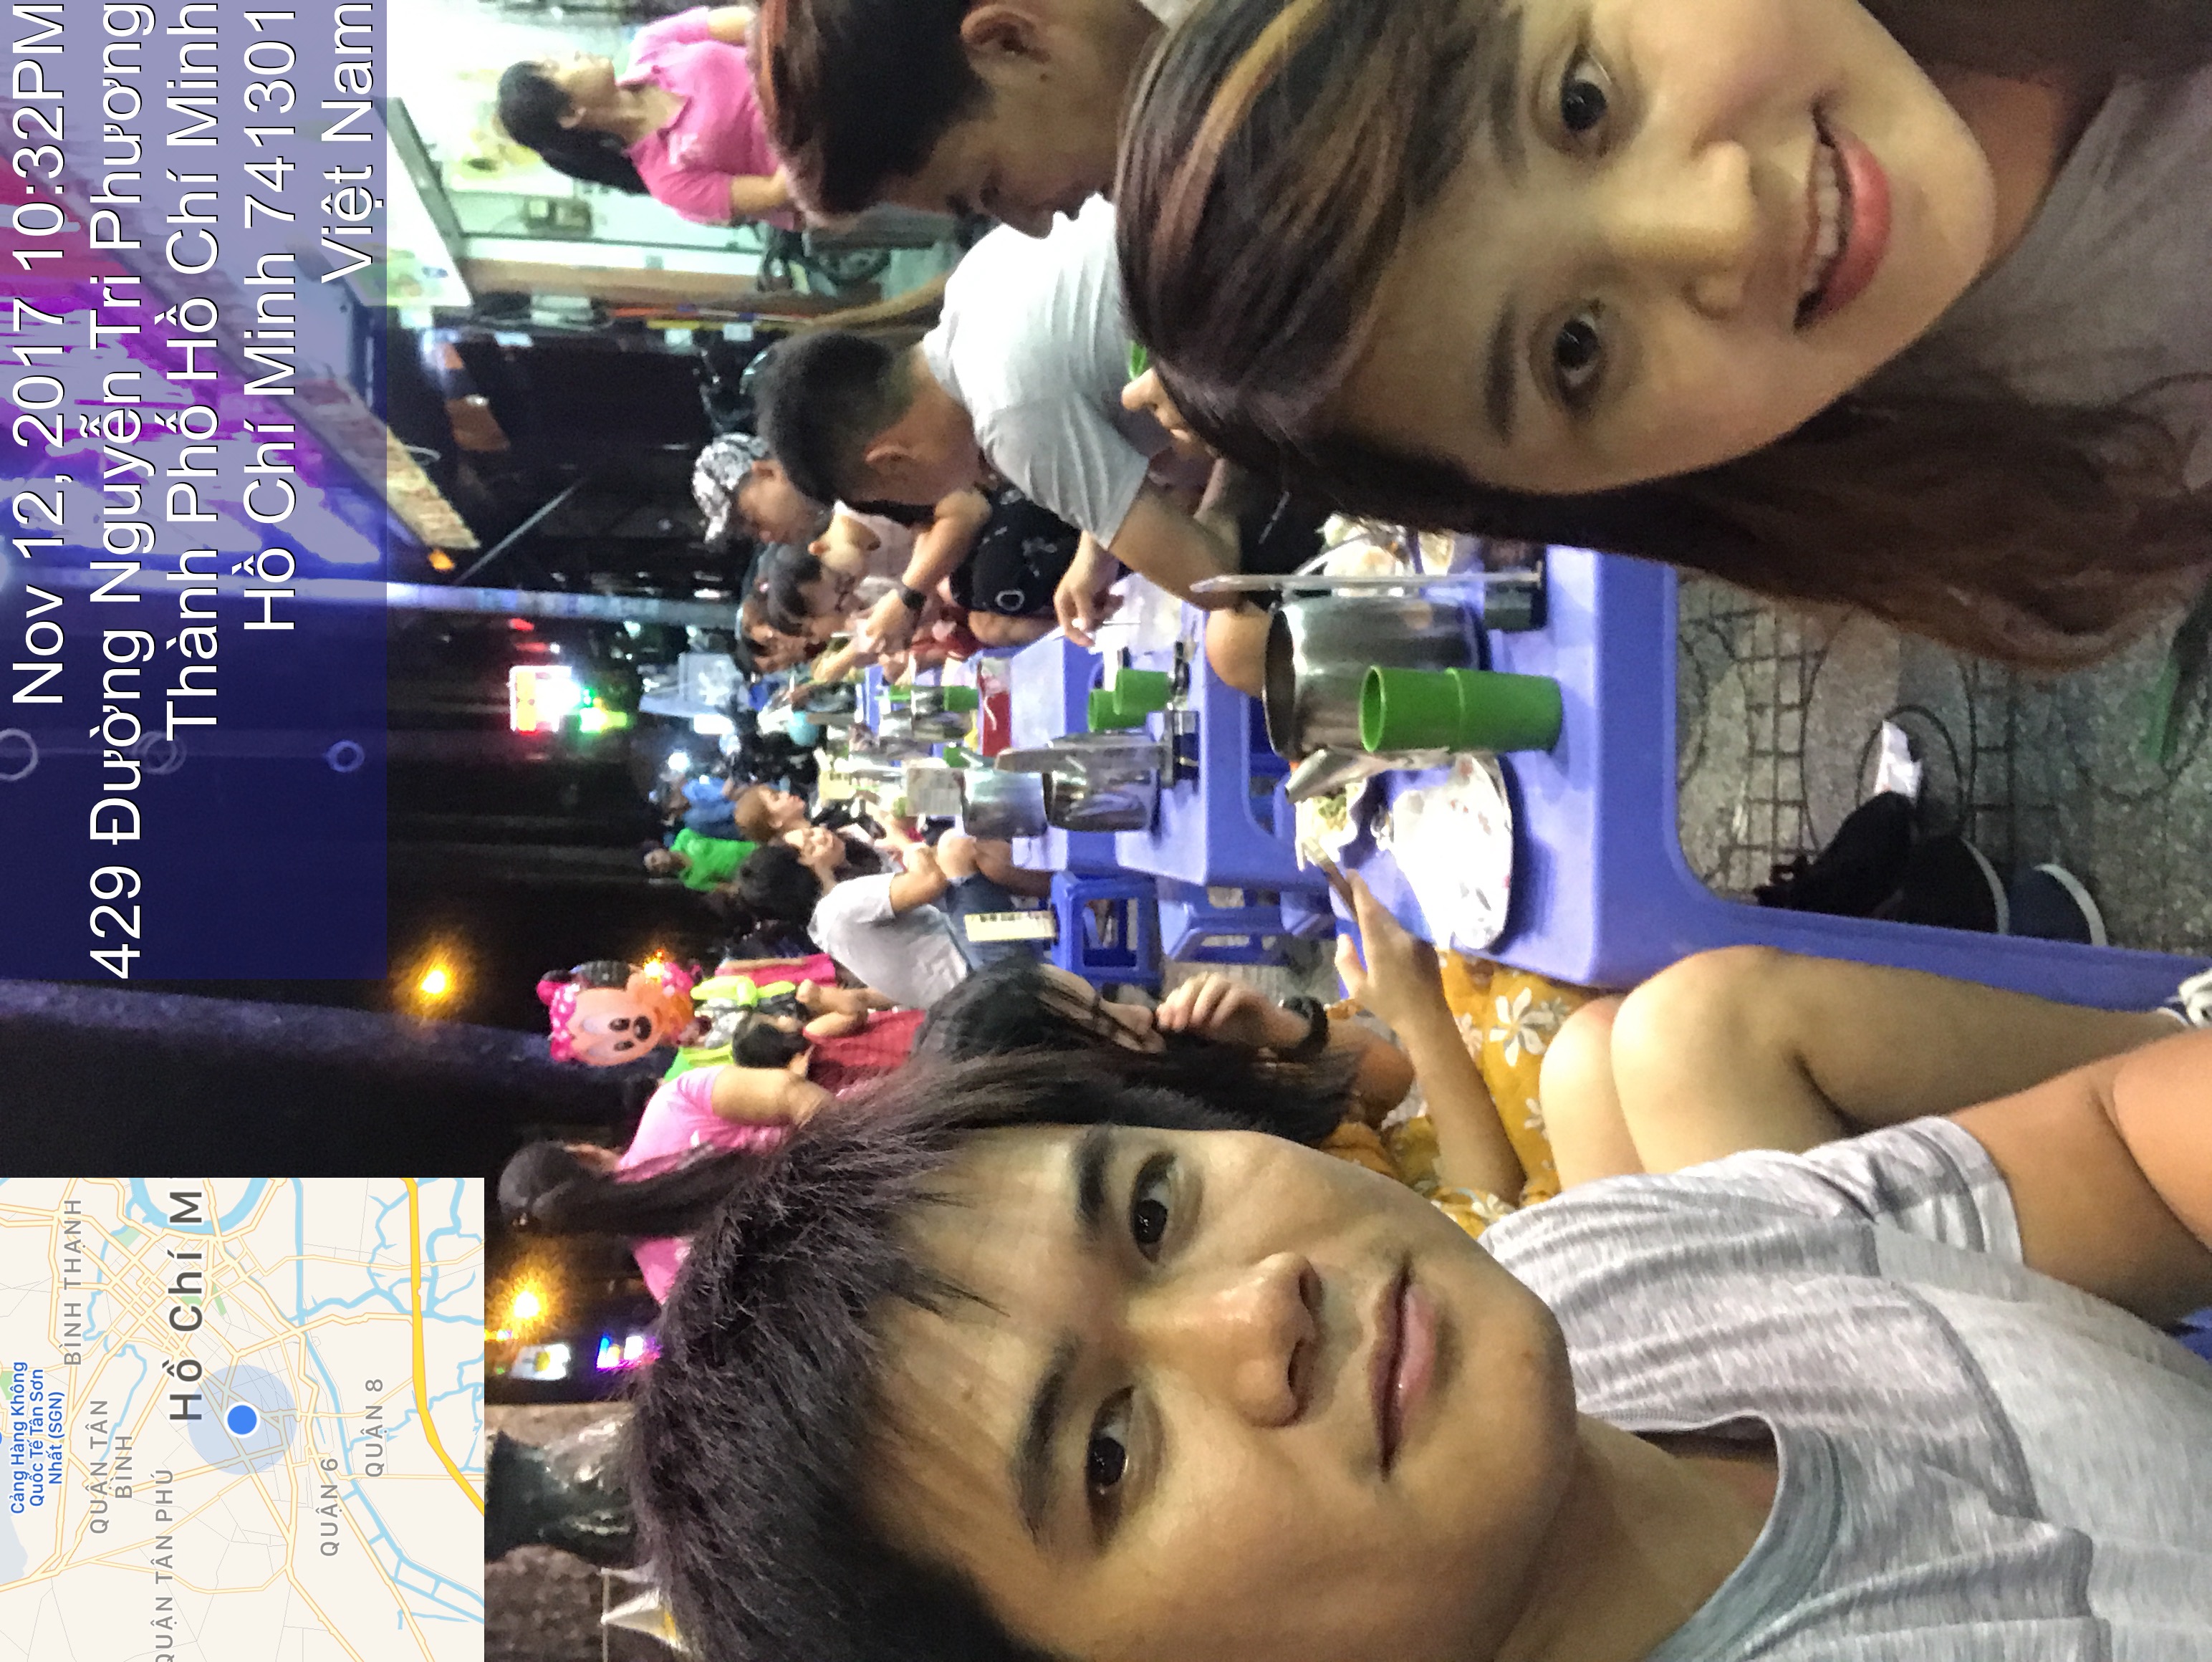 Cảng Hàng Không
Quốc Tế Tân Sơn
Nhất (SGN)
BÌNH THẠNH
QUẬN TÂN
BÌNH
QUẬN TÂN PHÚ
Hồ Chí M
QUẬN 6
QUẬN 8
Nov 12, 2017 10:32PM
429 Đường Nguyễn Tri Phương
Thành Phố Hồ Chí Minh
Hồ Chí Minh 741301
Việt Nam